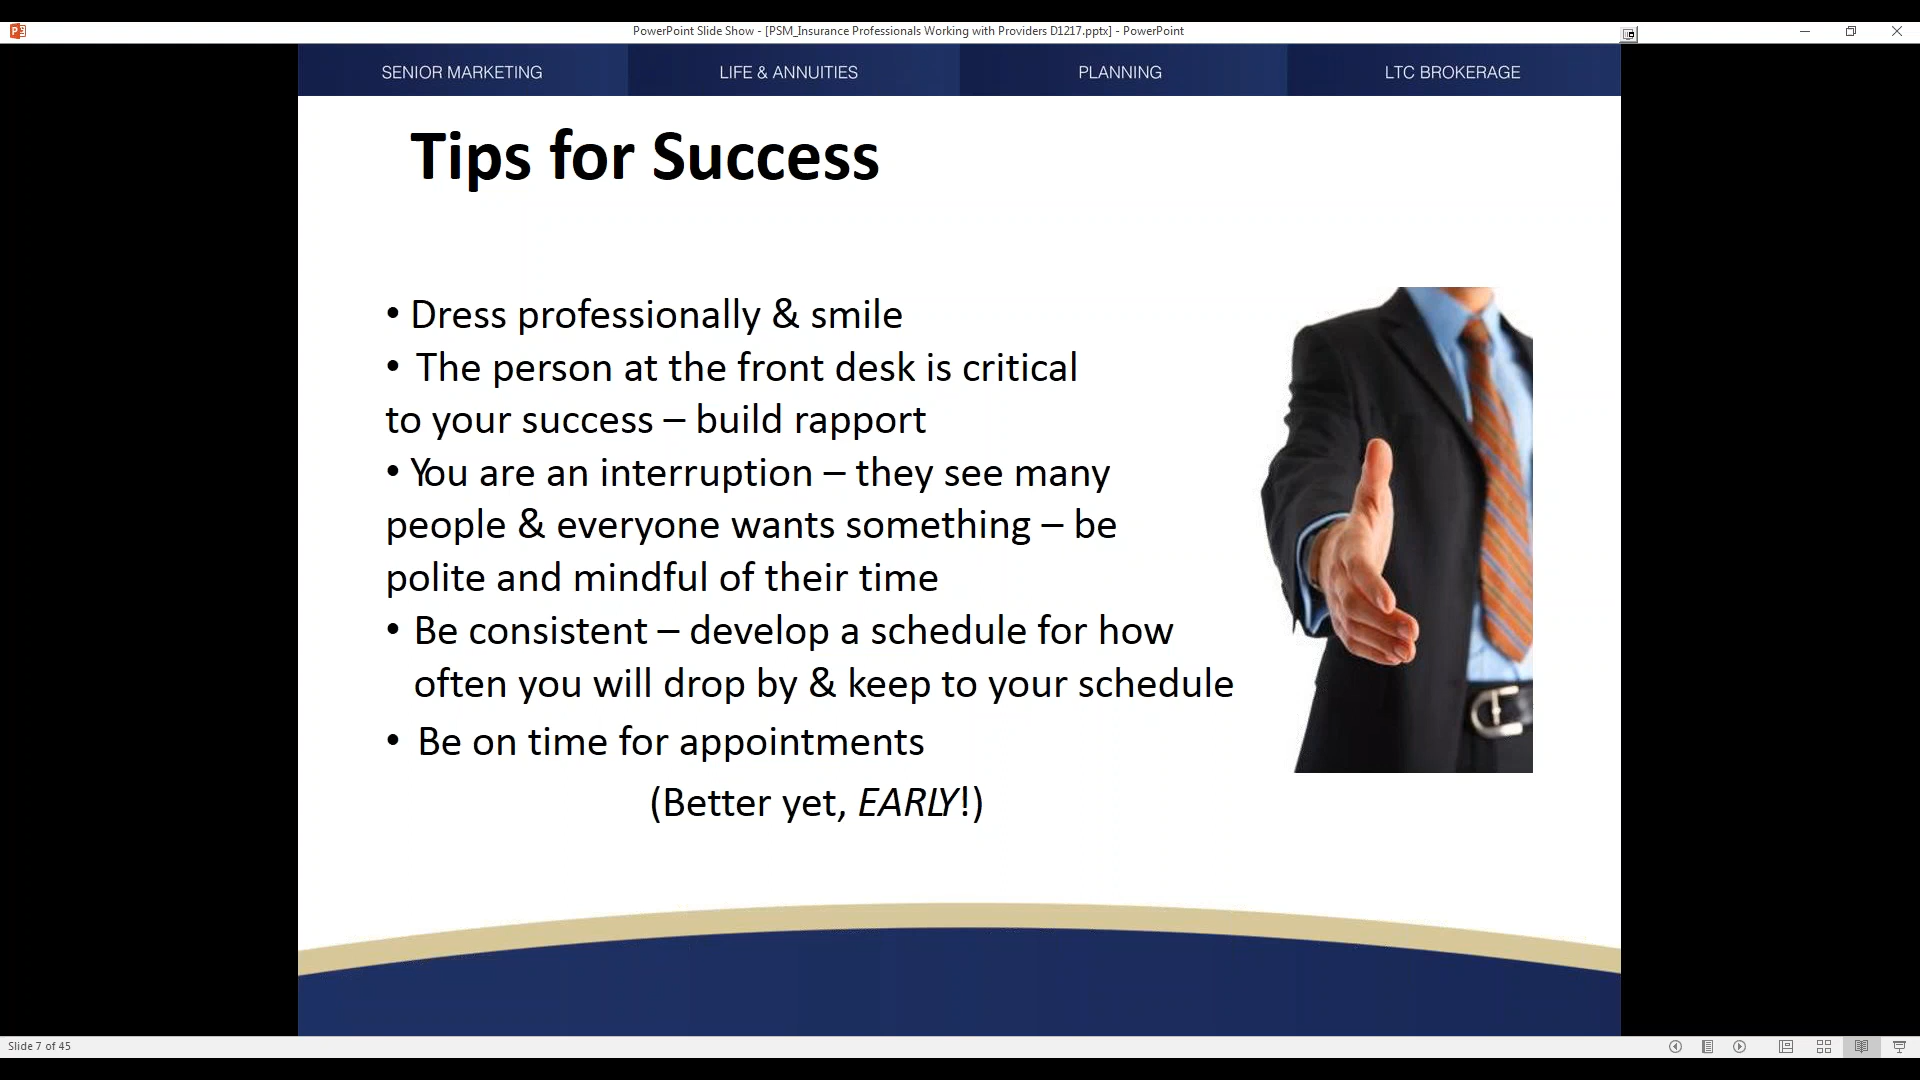 PowerPoint Slide Show - [PSM_Insurance Professionals Working with Providers D1217.pptx] - PowerPoint
SENIOR MARKETING
LIFE & ANNUITIES
PLANNING
LTC BROKERAGE
Tips for Success
• Dress professionally & smile
• The person at the front desk is critical
to your success – build rapport
• You are an interruption – they see many
people & everyone wants something – be
polite and mindful of their time
• Be consistent – develop a schedule for how
often you will drop by & keep to your schedule
• Be on time for appointments
(Better yet, EARLY!)
Slide 7 of 45